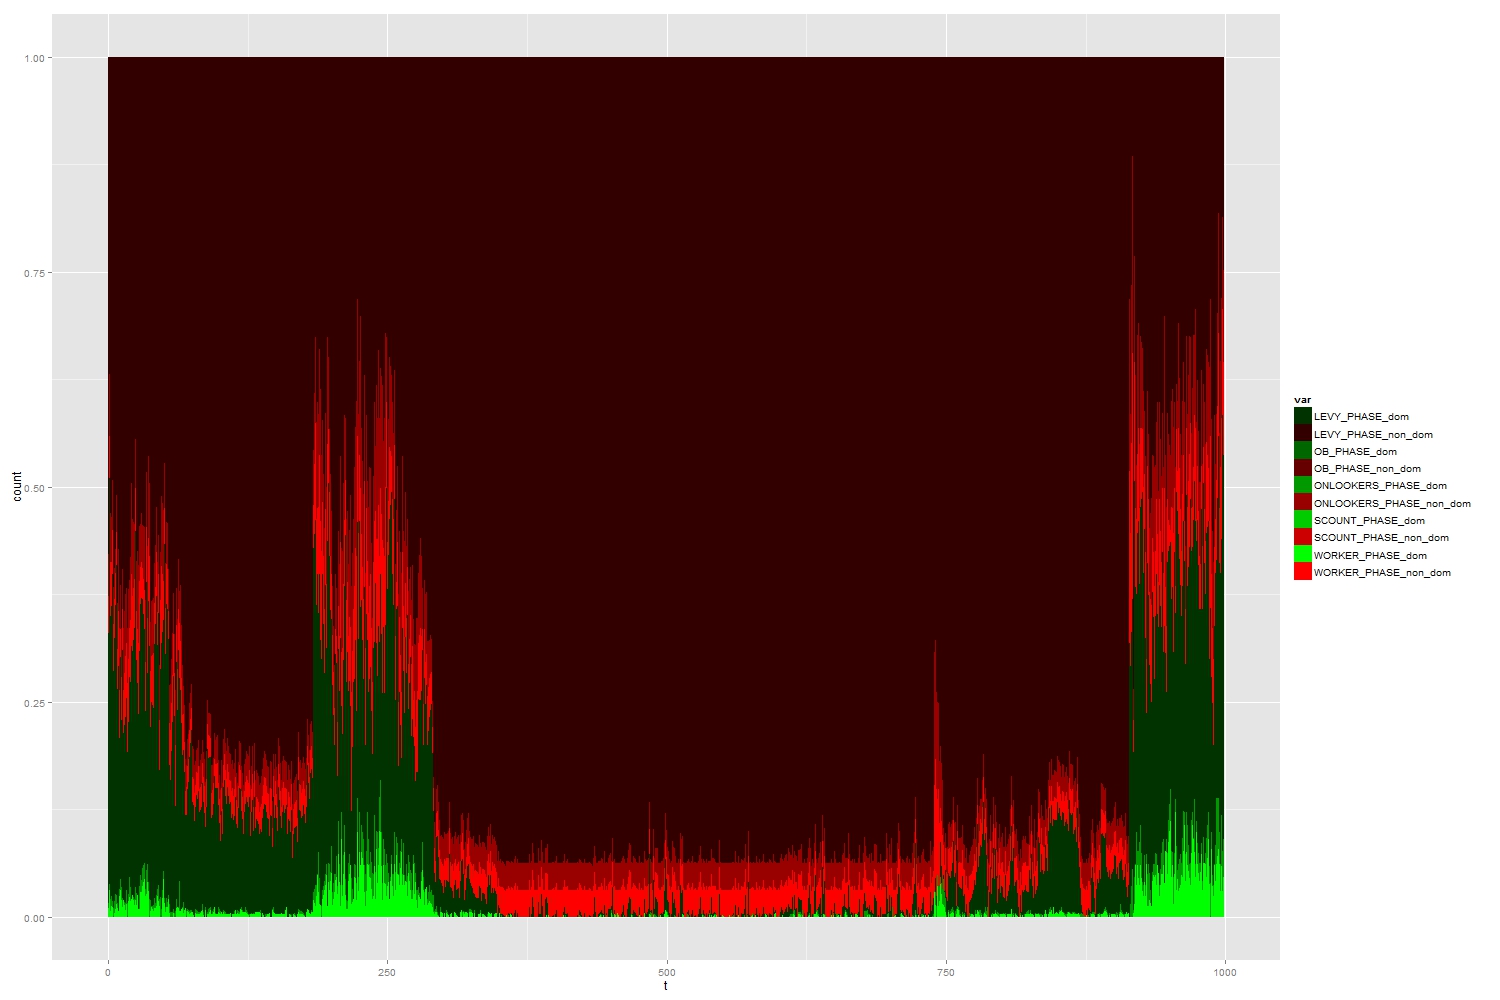 1.00
0.75
0.50
0.25
0.00
count
0
250
500
750
1000
t
var
LEVY_PHASE_dom
LEVY_PHASE_non_dom
OB_PHASE_dom
OB_PHASE_non_dom
ONLOOKERS_PHASE_dom
ONLOOKERS_PHASE_non_dom
SCOUNT_PHASE_dom
SCOUNT_PHASE_non_dom
WORKER_PHASE_dom
WORKER_PHASE_non_dom